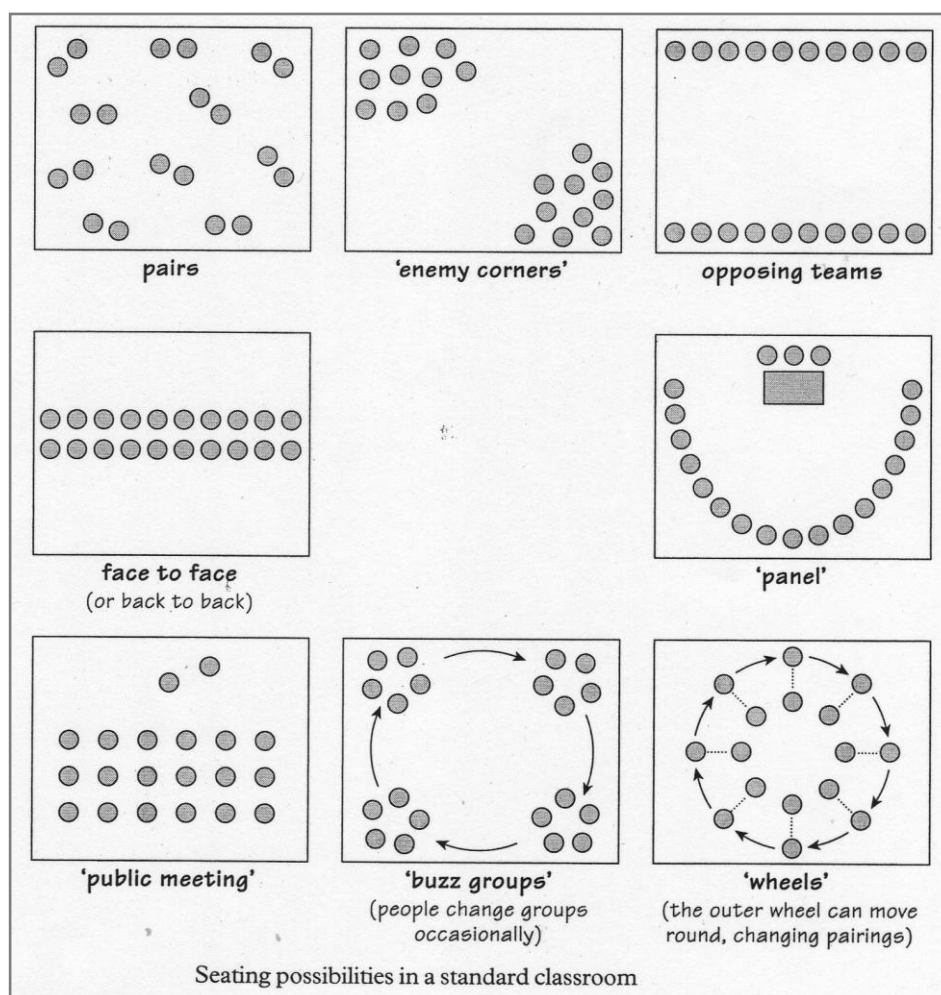 pairs
‘enemy corners’
opposing teams
face to face
(or back to back)
‘panel’
‘public meeting’
‘buzz groups’
(people change groups
occasionally)
‘wheels’
(the outer wheel can move
round, changing pairings)
Seating possibilities in a standard classroom